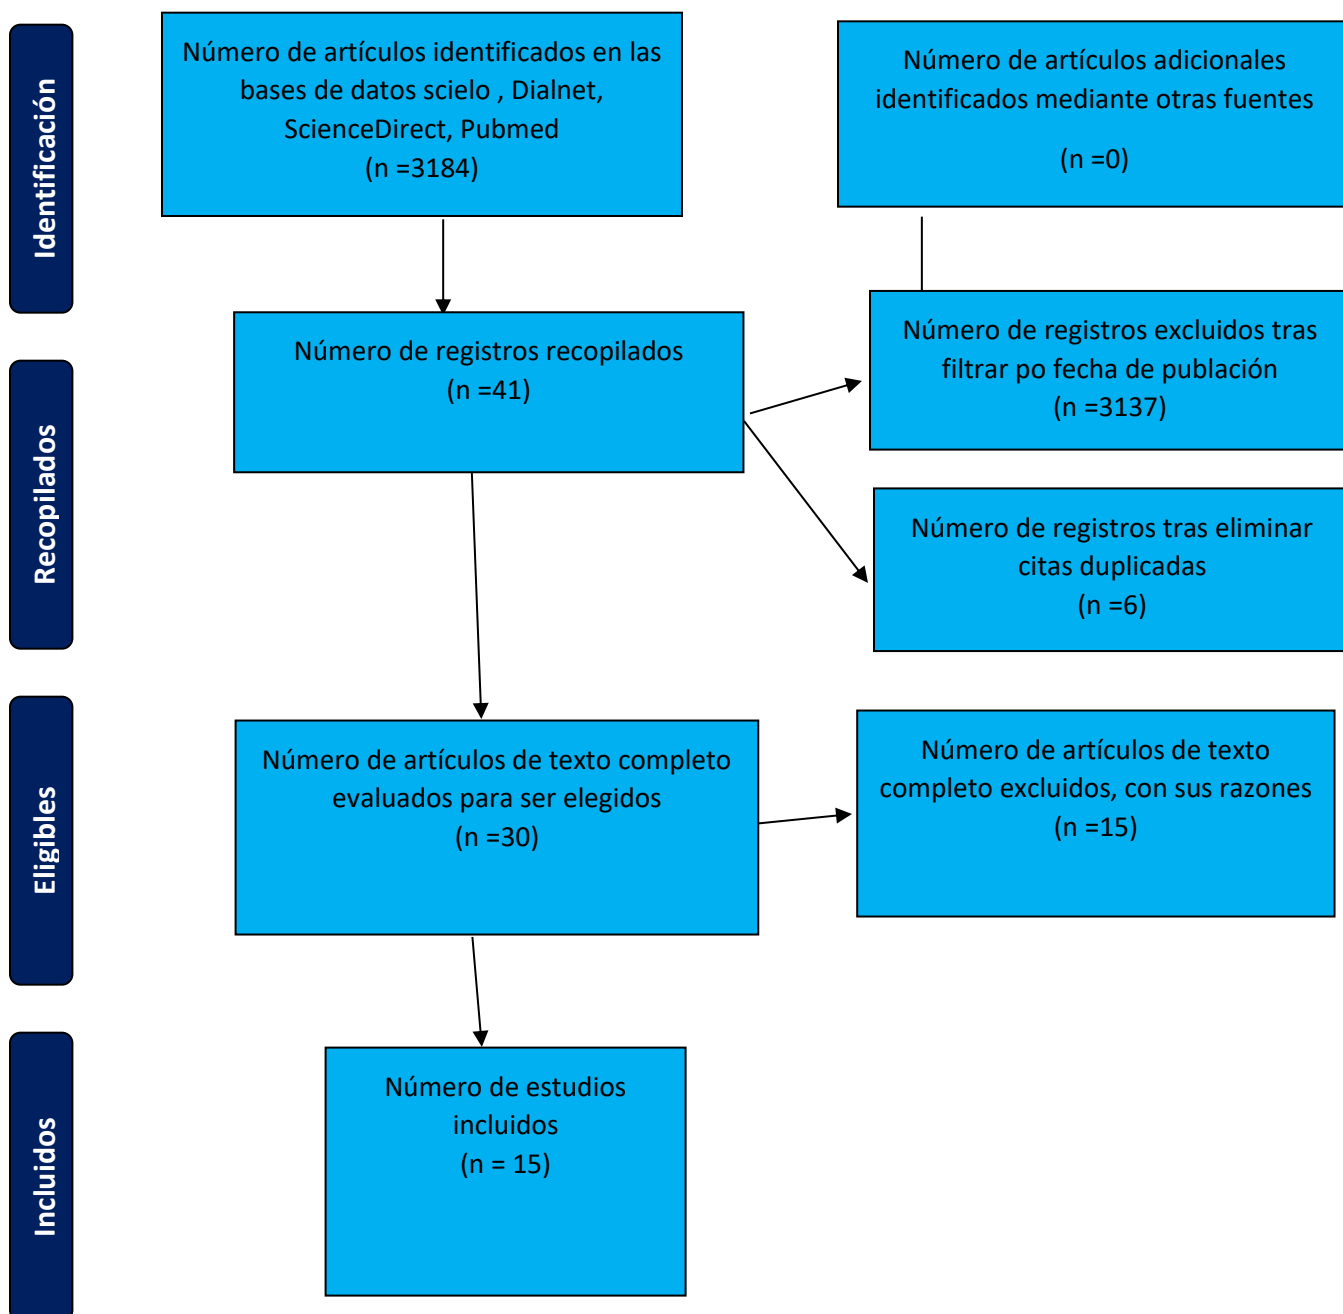 Identificación
Número de artículos identificados en las
bases de datos scielo , Dialnet,
ScienceDirect, Pubmed
(n =3184)
Número de artículos adicionales
identificados mediante otras fuentes
(n =0)
Recopilados
Número de registros recopilados
(n =41)
Número de registros excluidos tras
filtrar po fecha de publación
(n =3137)
Número de registros tras eliminar
citas duplicadas
(n =6)
Eligibles
Número de artículos de texto completo
evaluados para ser elegidos
(n =30)
Número de artículos de texto
completo excluidos, con sus razones
(n =15)
Incluidos
Número de estudios
incluidos
(n = 15)